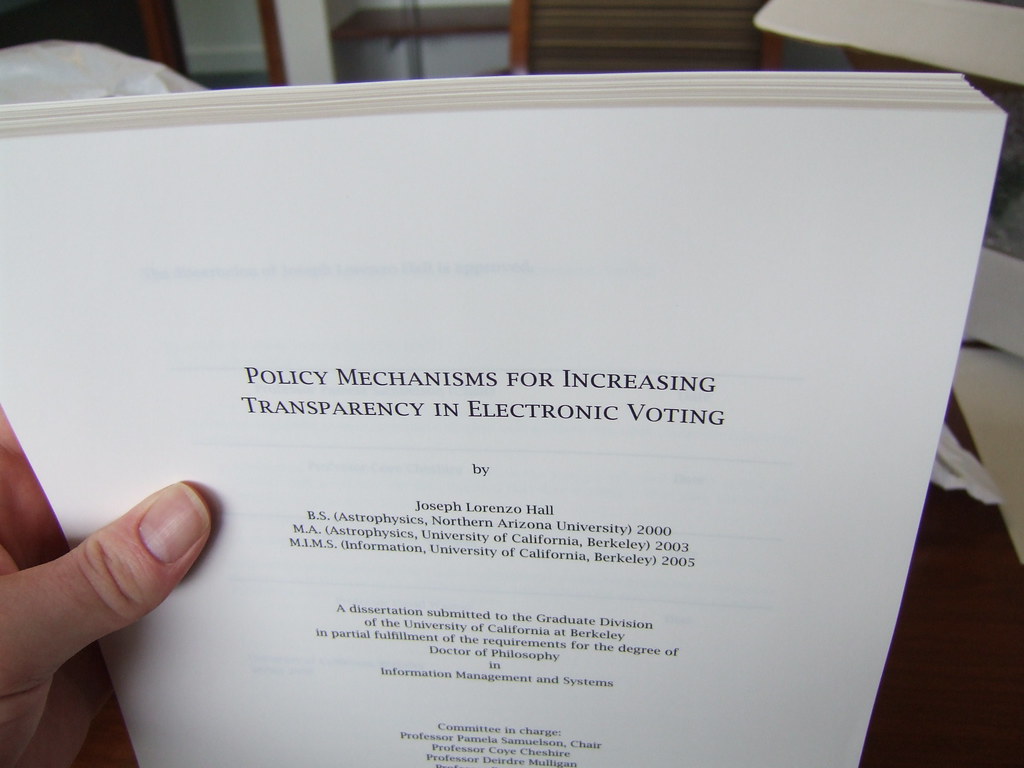 POLICY MECHANISMS FOR INCREASING
TRANSPARENCY IN ELECTRONIC VOTING
by
Joseph Lorenzo Hall
B.S. (Astrophysics, Northern Arizona University) 2000
M.A. (Astrophysics, University of California, Berkeley) 2003
M.I.M.S. (Information, University of California, Berkeley) 2005
A dissertation submitted to the Graduate Division
of the University of California at Berkeley
in partial fulfillment of the requirements for the degree of
Doctor of Philosophy
in
Information Management and Systems
Committee in charge:
Professor Pamela Samuelson, Chair
Professor Coye Cheshire
Professor Deirdre Mulligan